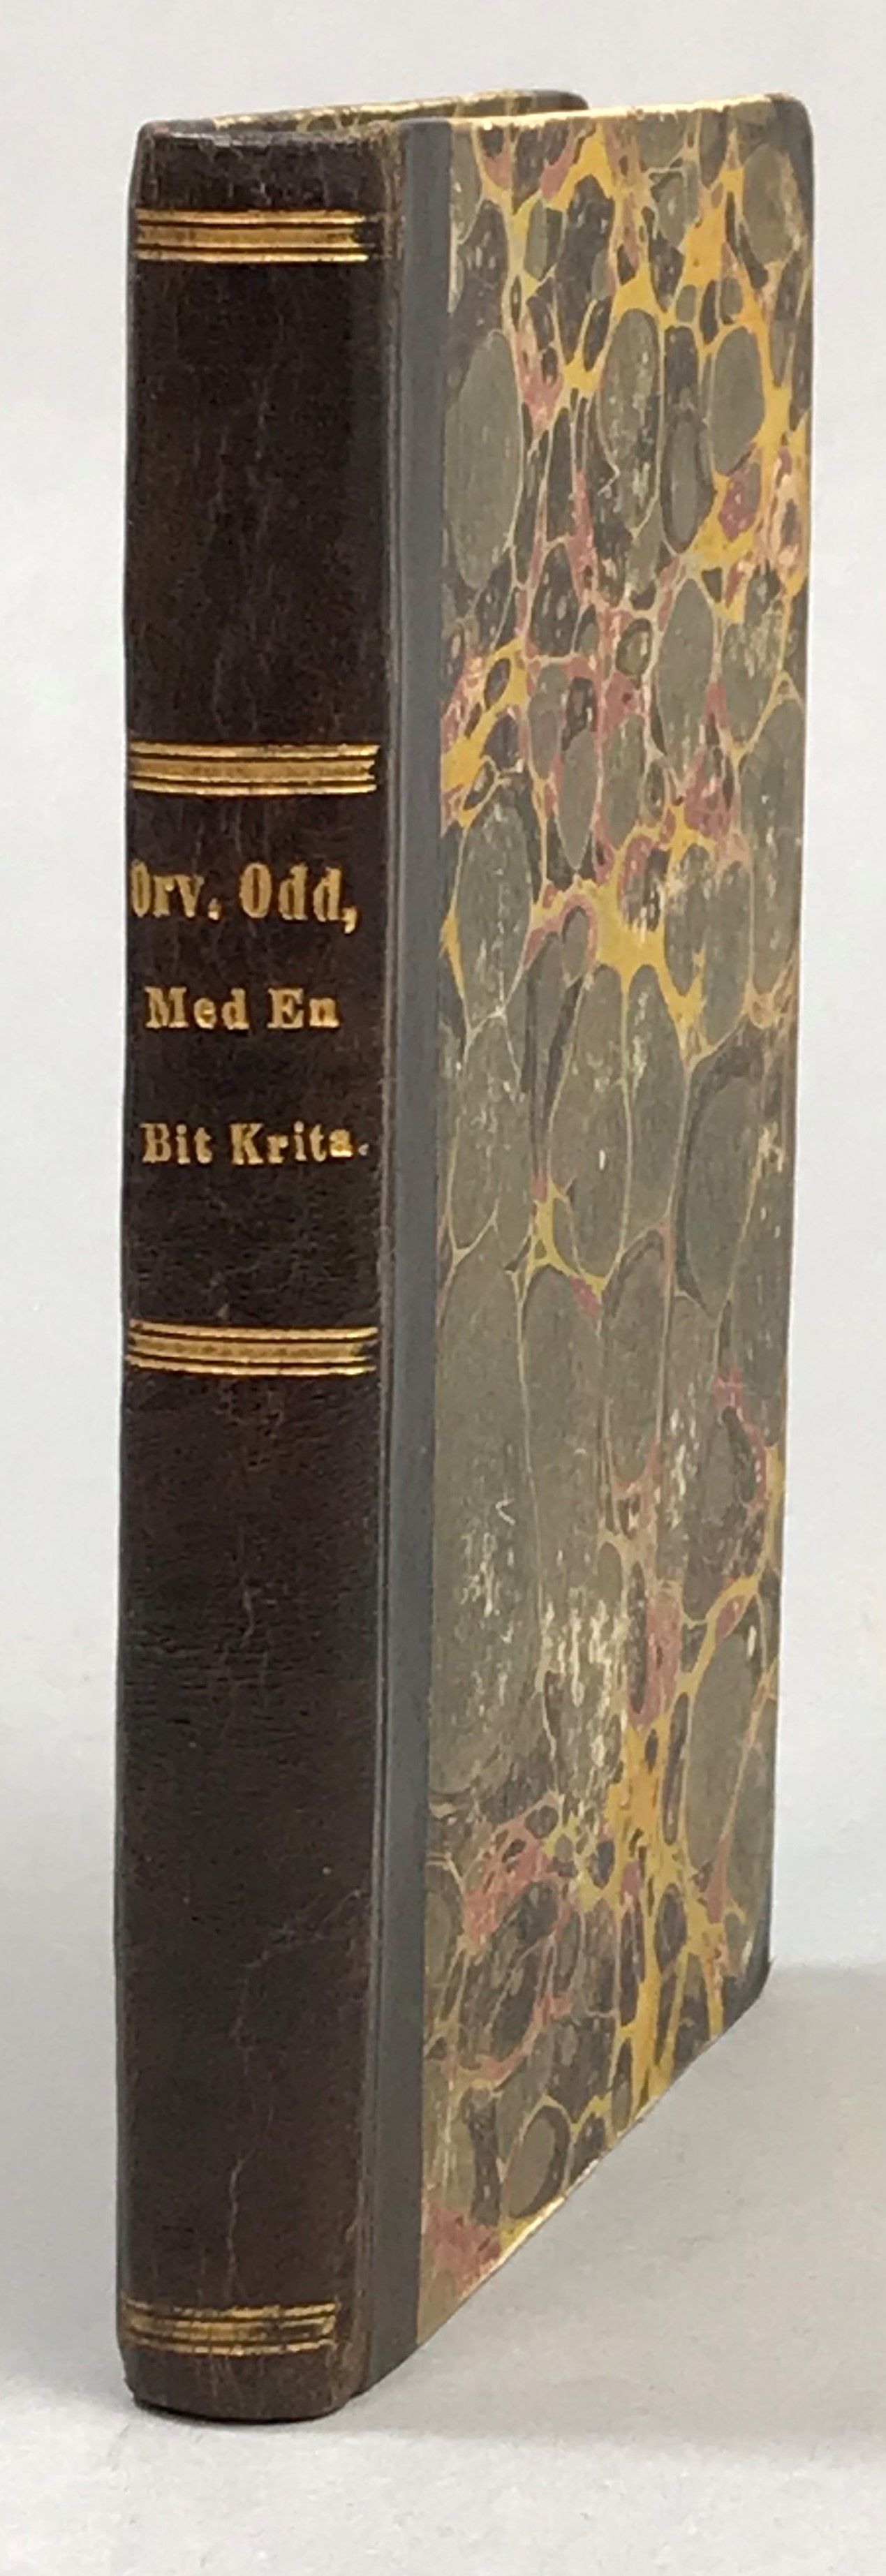 Orv. Odd,
Med En
Bit Krita.